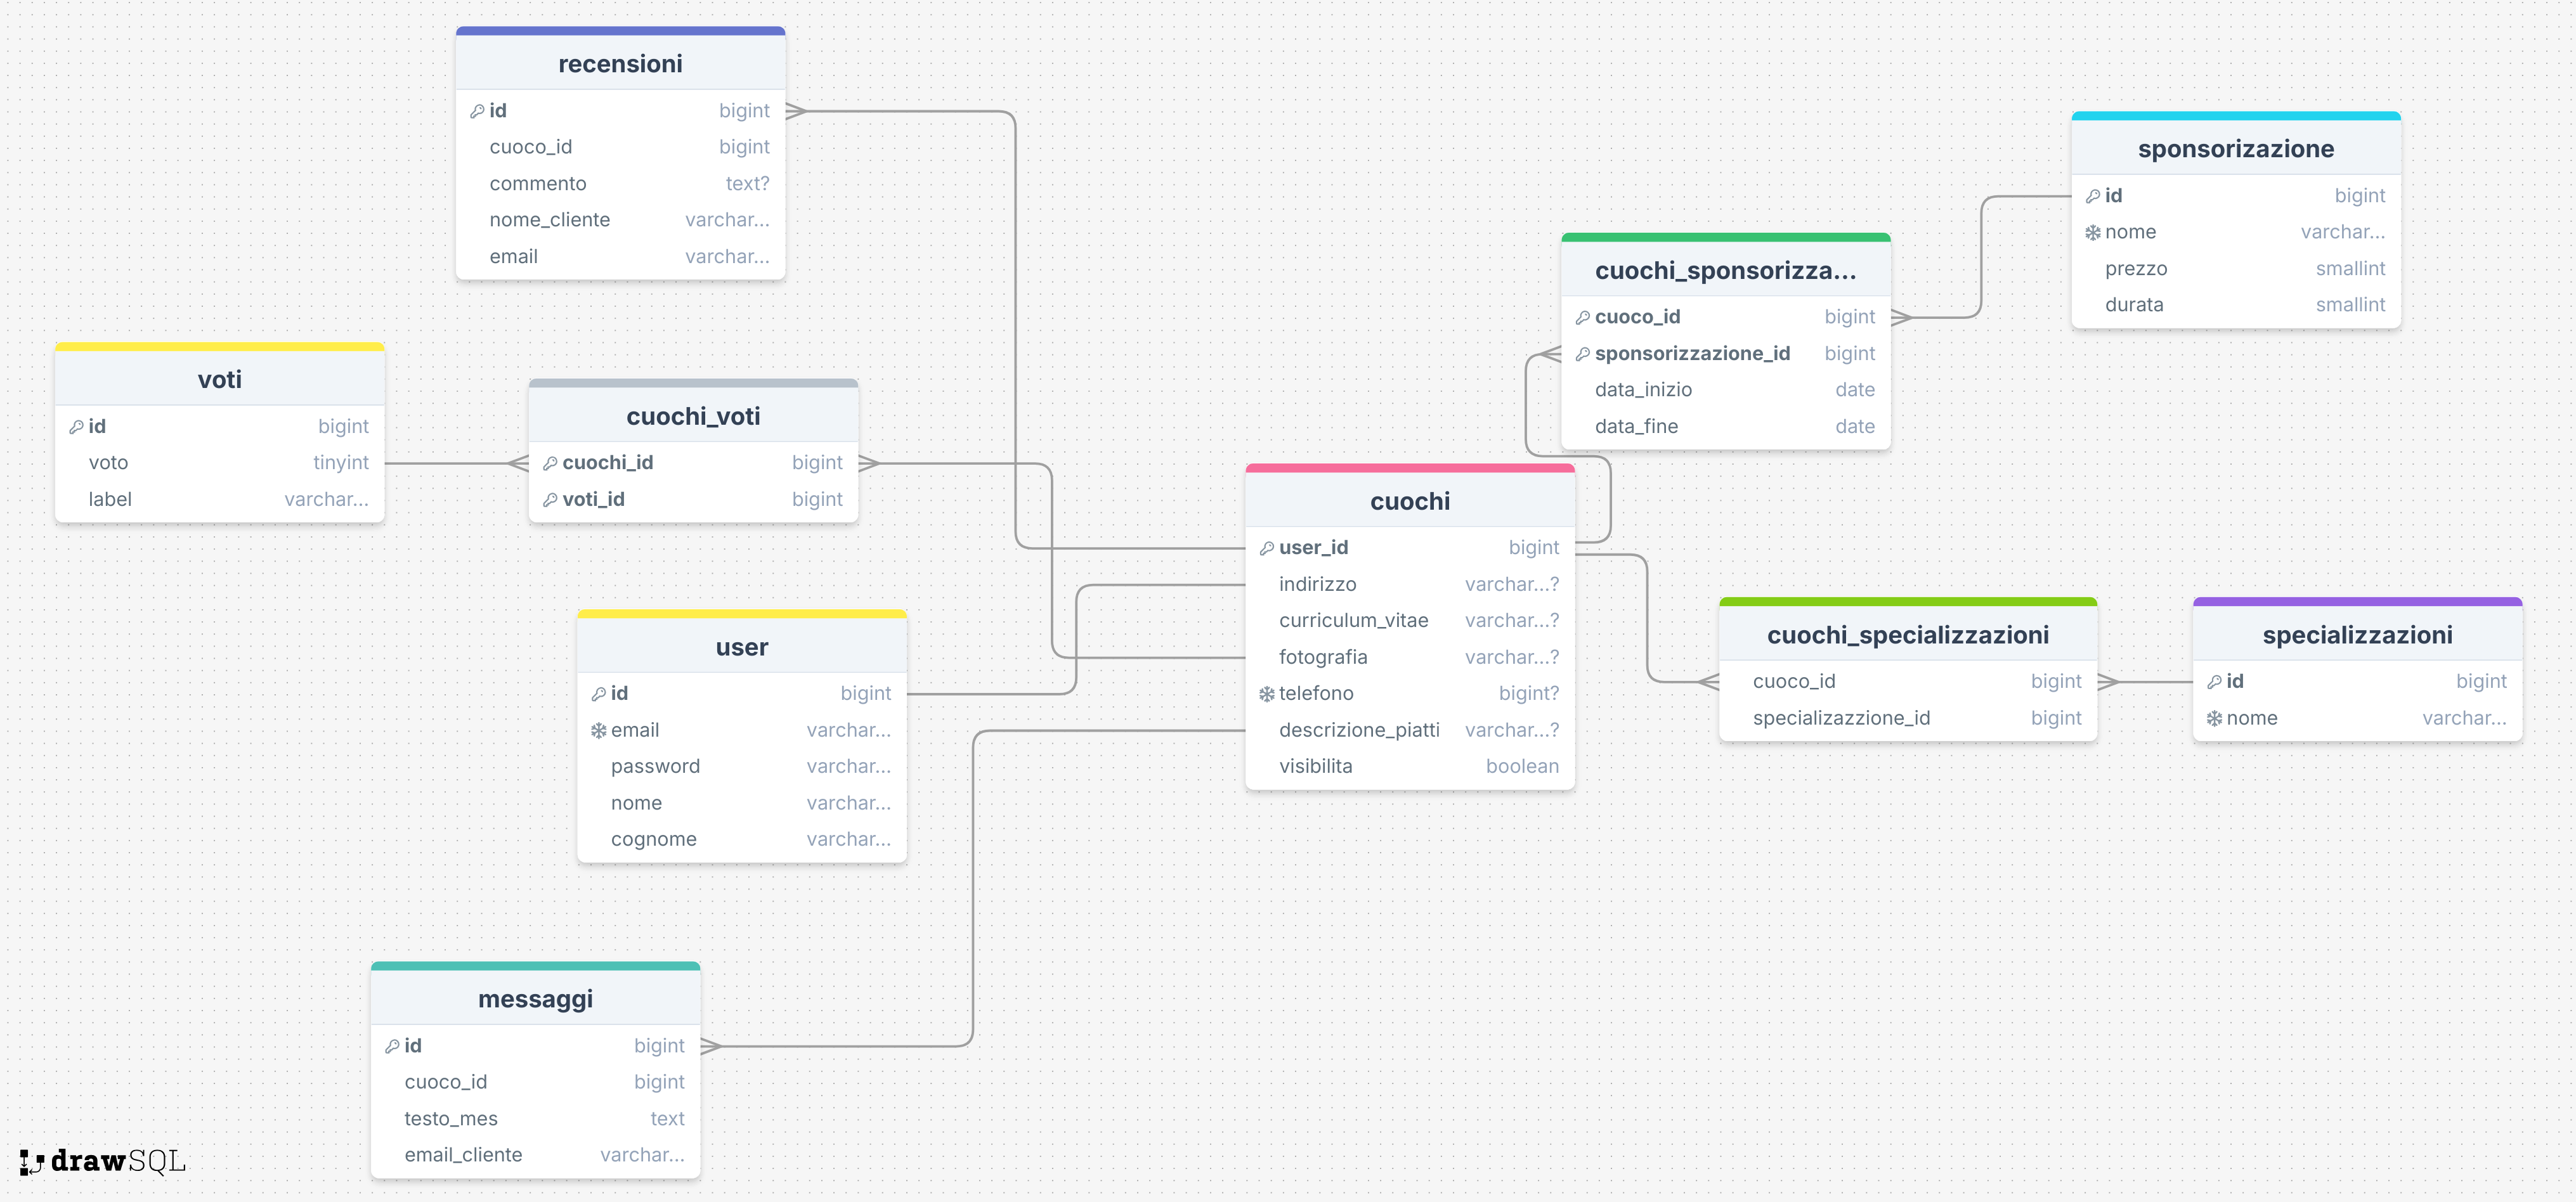 recensioni
id bigint
cuoco_id bigint
commento text?
nome_cliente varchar...
email varchar...
sponsorizazione
id bigint
nome varchar...
prezzo smallint
durata smallint
cuochi_sponsorizza...
cuoco_id bigint
sponsorizzazione_id bigint
data_inizio date
data_fine date
voti
id bigint
voto tinyint
label varchar...
cuochi_voti
cuochi_id bigint
voti_id bigint
cuochi
user_id bigint
indirizzo varchar...?
curriculum_vitae varchar...?
fotografia varchar...?
telefono bigint?
descrizione_piatti varchar...?
visibilita boolean
user
id bigint
email varchar...
password varchar...
nome varchar...
cognome varchar...
cuochi_specializzazioni
cuoco_id bigint
specializazzione_id bigint
specializzazioni
id bigint
nome varchar...
messaggi
id bigint
cuoco_id bigint
testo_mes text
email_cliente varchar...
drawSQL